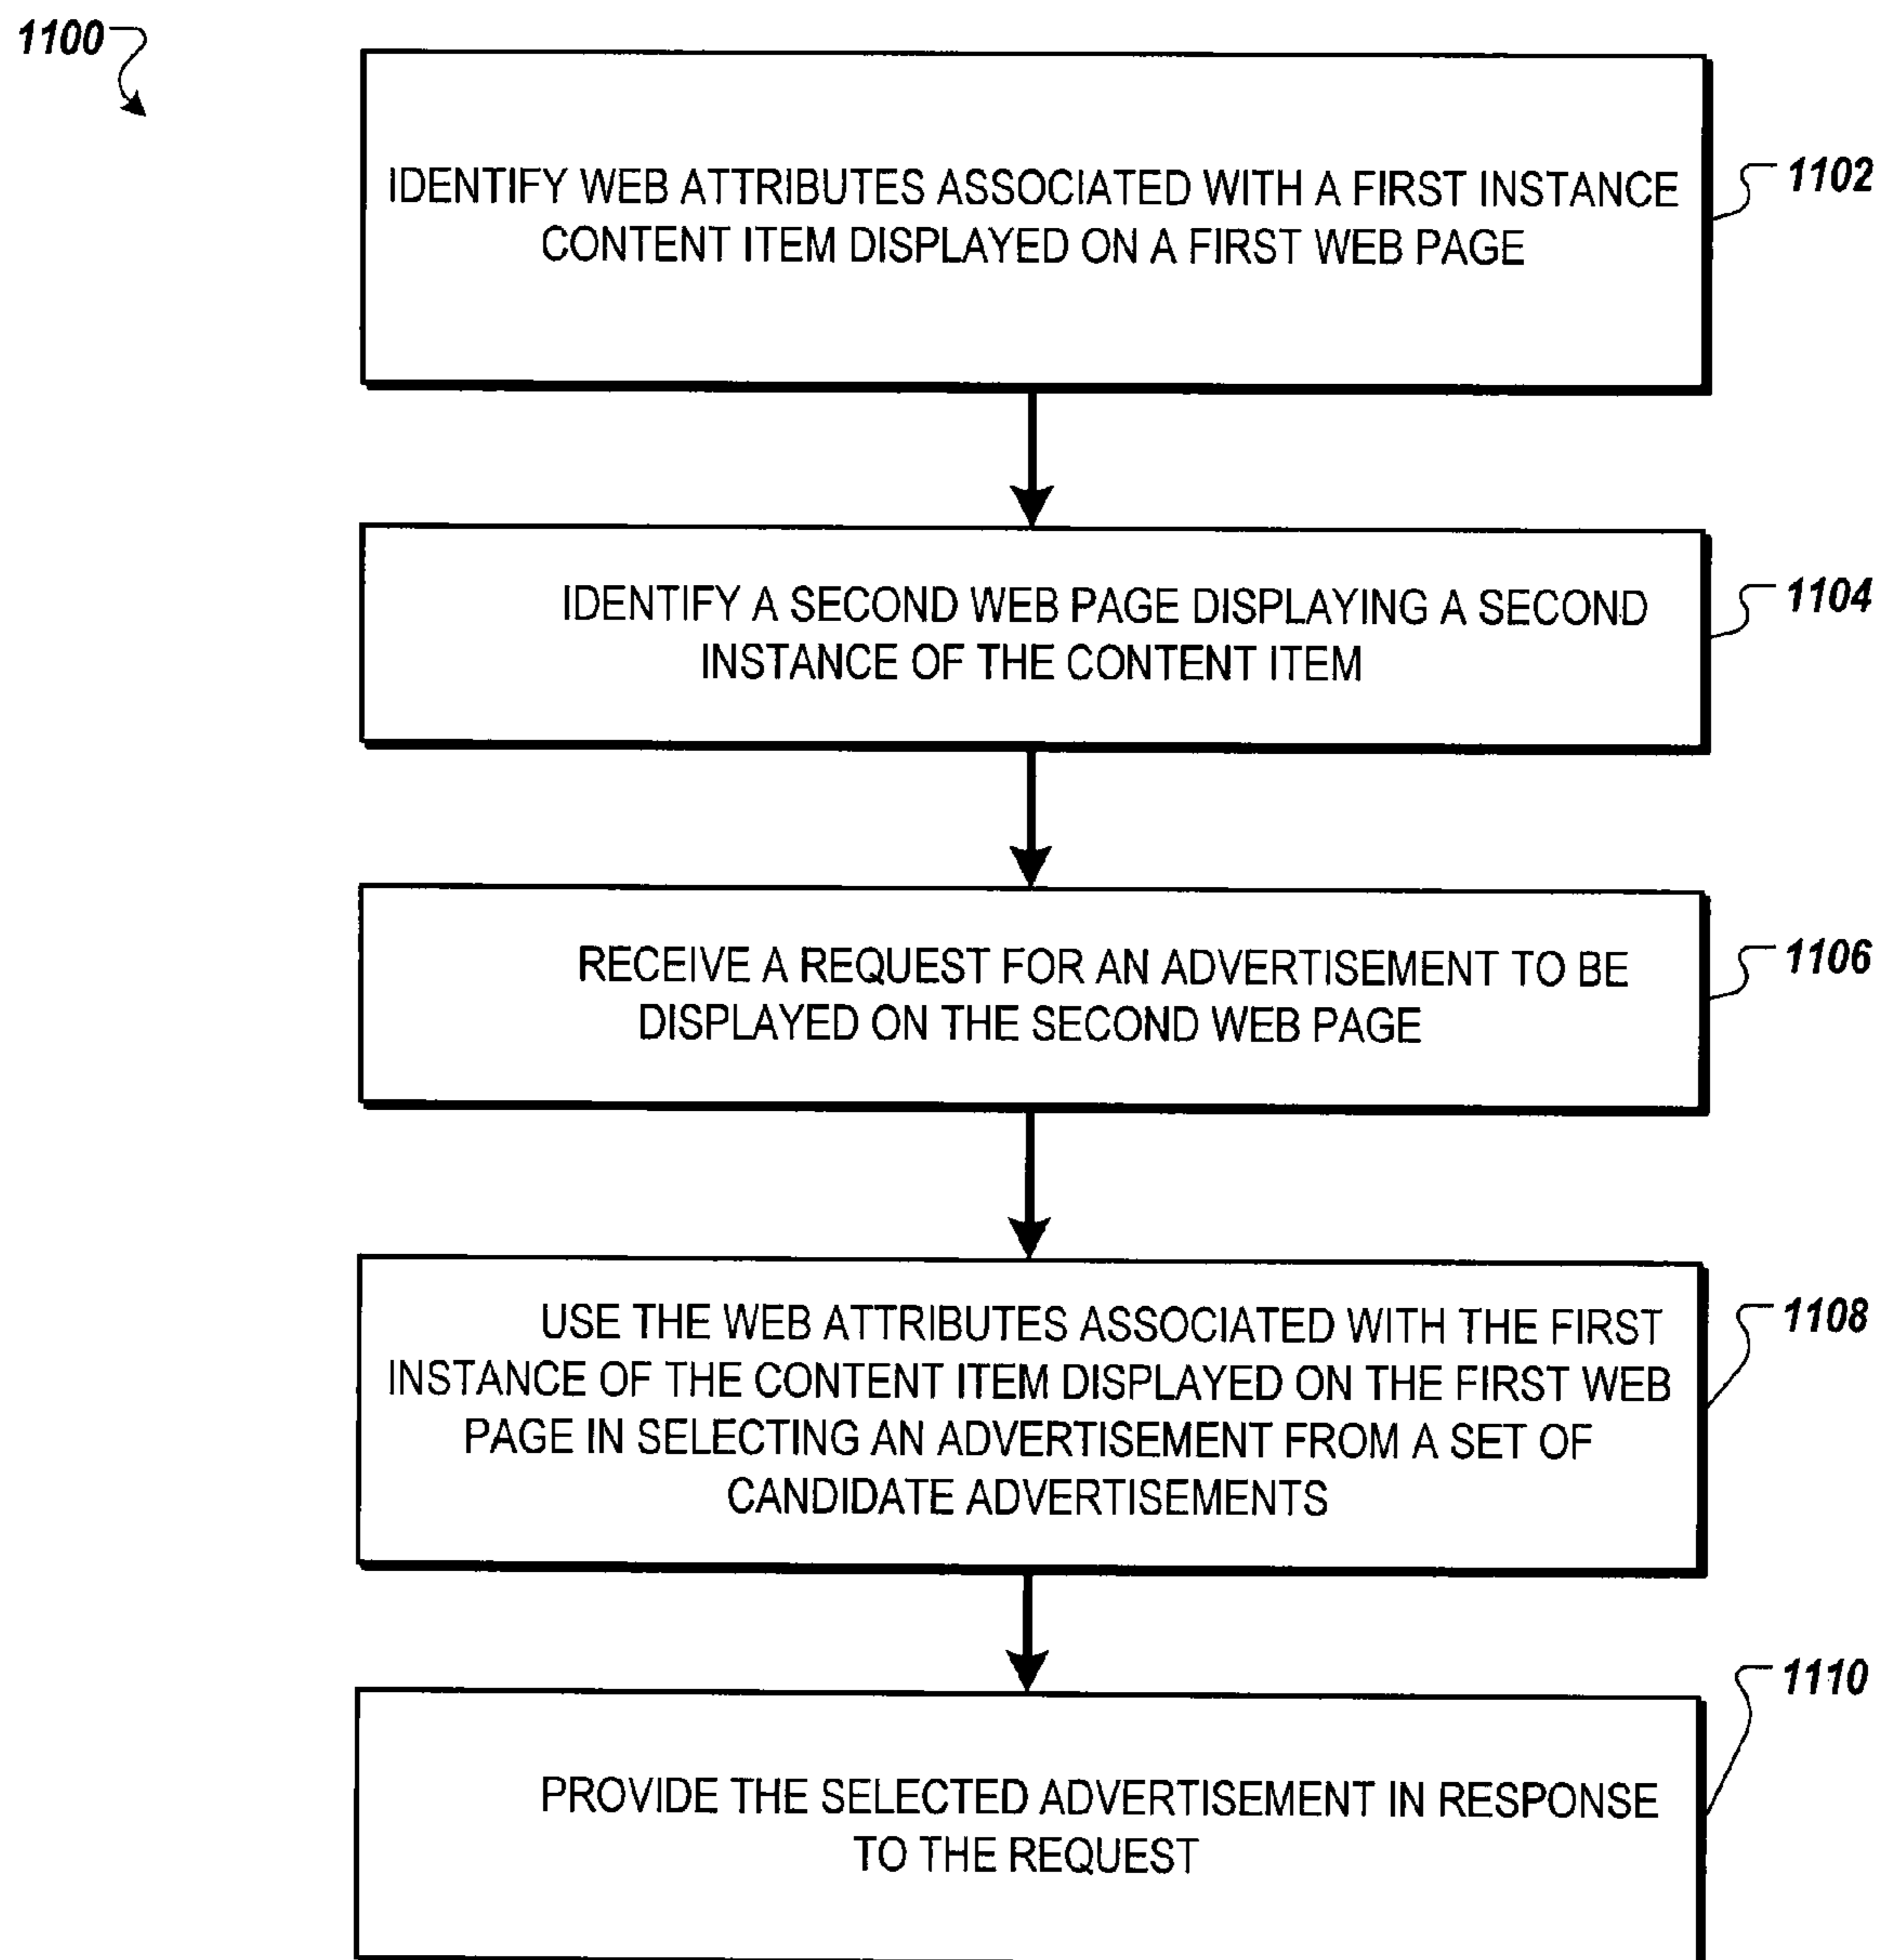 1100
IDENTIFY WEB ATTRIBUTES ASSOCIATED WITH A FIRST INSTANCE
CONTENT ITEM DISPLAYED ON A FIRST WEB PAGE
1102
IDENTIFY A SECOND WEB PAGE DISPLAYING A SECOND
INSTANCE OF THE CONTENT ITEM
1104
RECEIVE A REQUEST FOR AN ADVERTISEMENT TO BE
DISPLAYED ON THE SECOND WEB PAGE
1106
USE THE WEB ATTRIBUTES ASSOCIATED WITH THE FIRST
INSTANCE OF THE CONTENT ITEM DISPLAYED ON THE FIRST WEB
PAGE IN SELECTING AN ADVERTISEMENT FROM A SET OF
CANDIDATE ADVERTISEMENTS
1108
PROVIDE THE SELECTED ADVERTISEMENT IN RESPONSE
TO THE REQUEST
1110